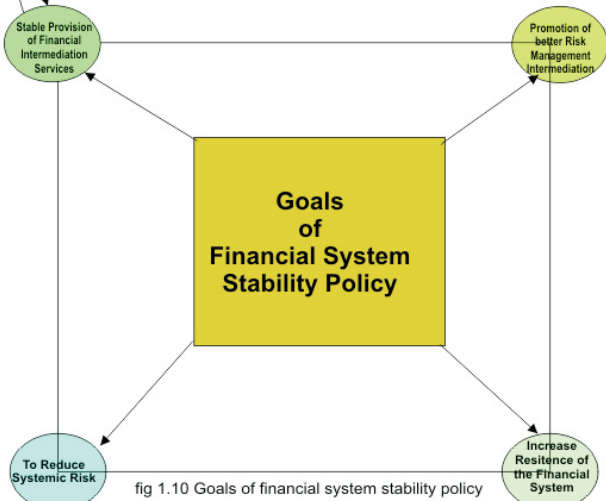 Stable Provision
of Financial
Intermediation
Services
Promotion of
better Risk
Management
Intermediation
Goals
of
Financial System
Stability Policy
To Reduce
Systemic Risk
Increase
Resitence of
the Financial
System
fig 1.10 Goals of financial system stability policy